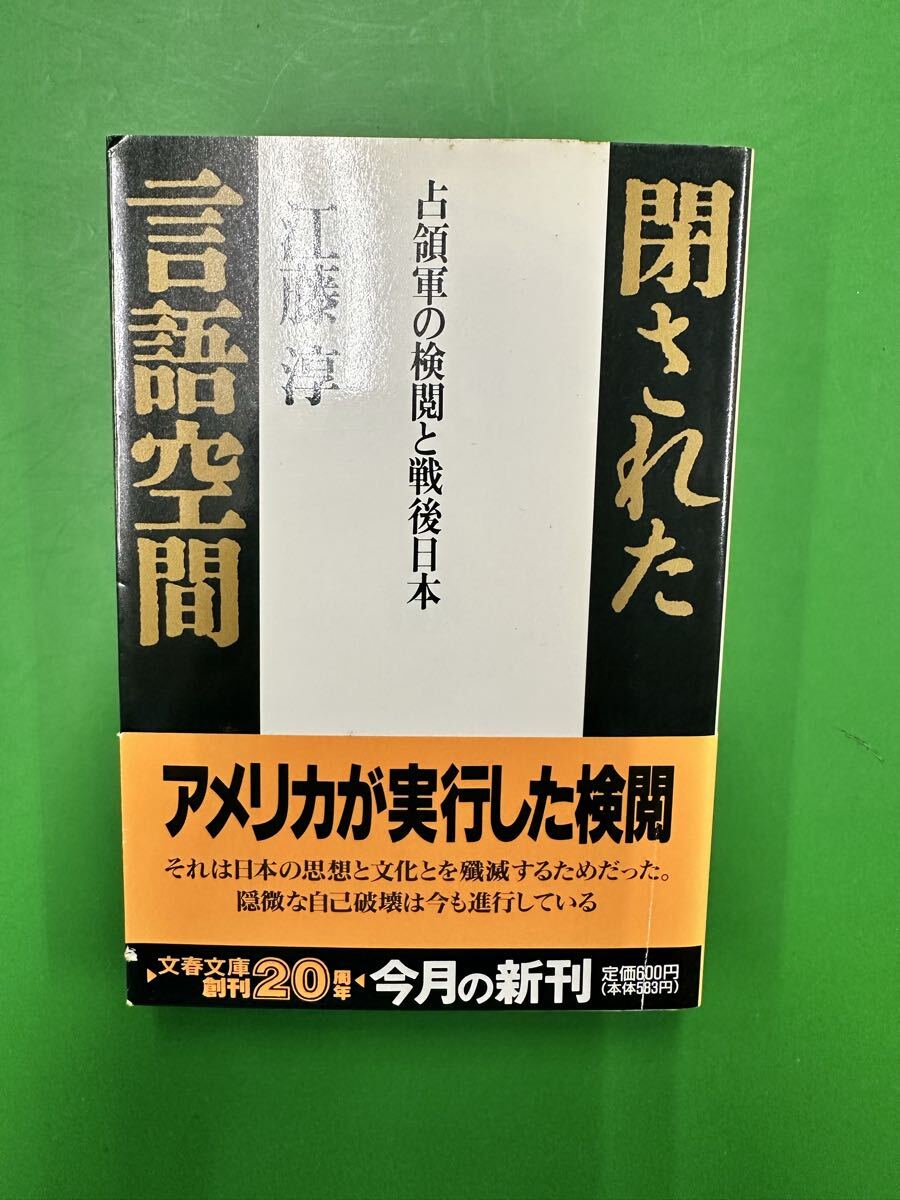 閉された
言語空間
占領軍の検閲と戦後日本
江藤 淳
アメリカが実行した検閲
それは日本の思想と文化とを殲滅するためだった。
隠微な自己破壊は今も進行している
文春文庫
創刊20周年
今月の新刊
定価600円
(本体583円)